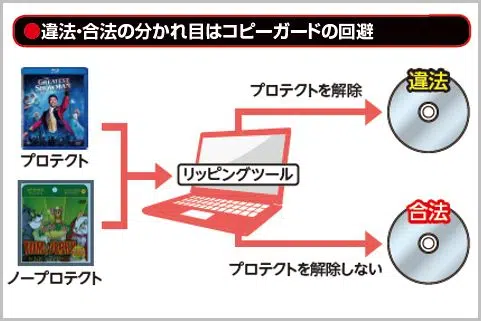 ●違法・合法の分かれ目はコピーガードの回避
プロテクトを解除
違法
THE GREATEST SHOWMAN
プロテクト
リッピングツール
合法
ノープロテクト
プロテクトを解除しない